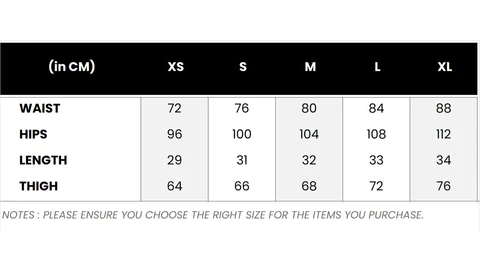 (in CM) XS S M L XL
WAIST 72 76 80 84 88
HIPS 96 100 104 108 112
LENGTH 29 31 32 33 34
THIGH 64 66 68 72 76
NOTES : PLEASE ENSURE YOU CHOOSE THE RIGHT SIZE FOR THE ITEMS YOU PURCHASE.